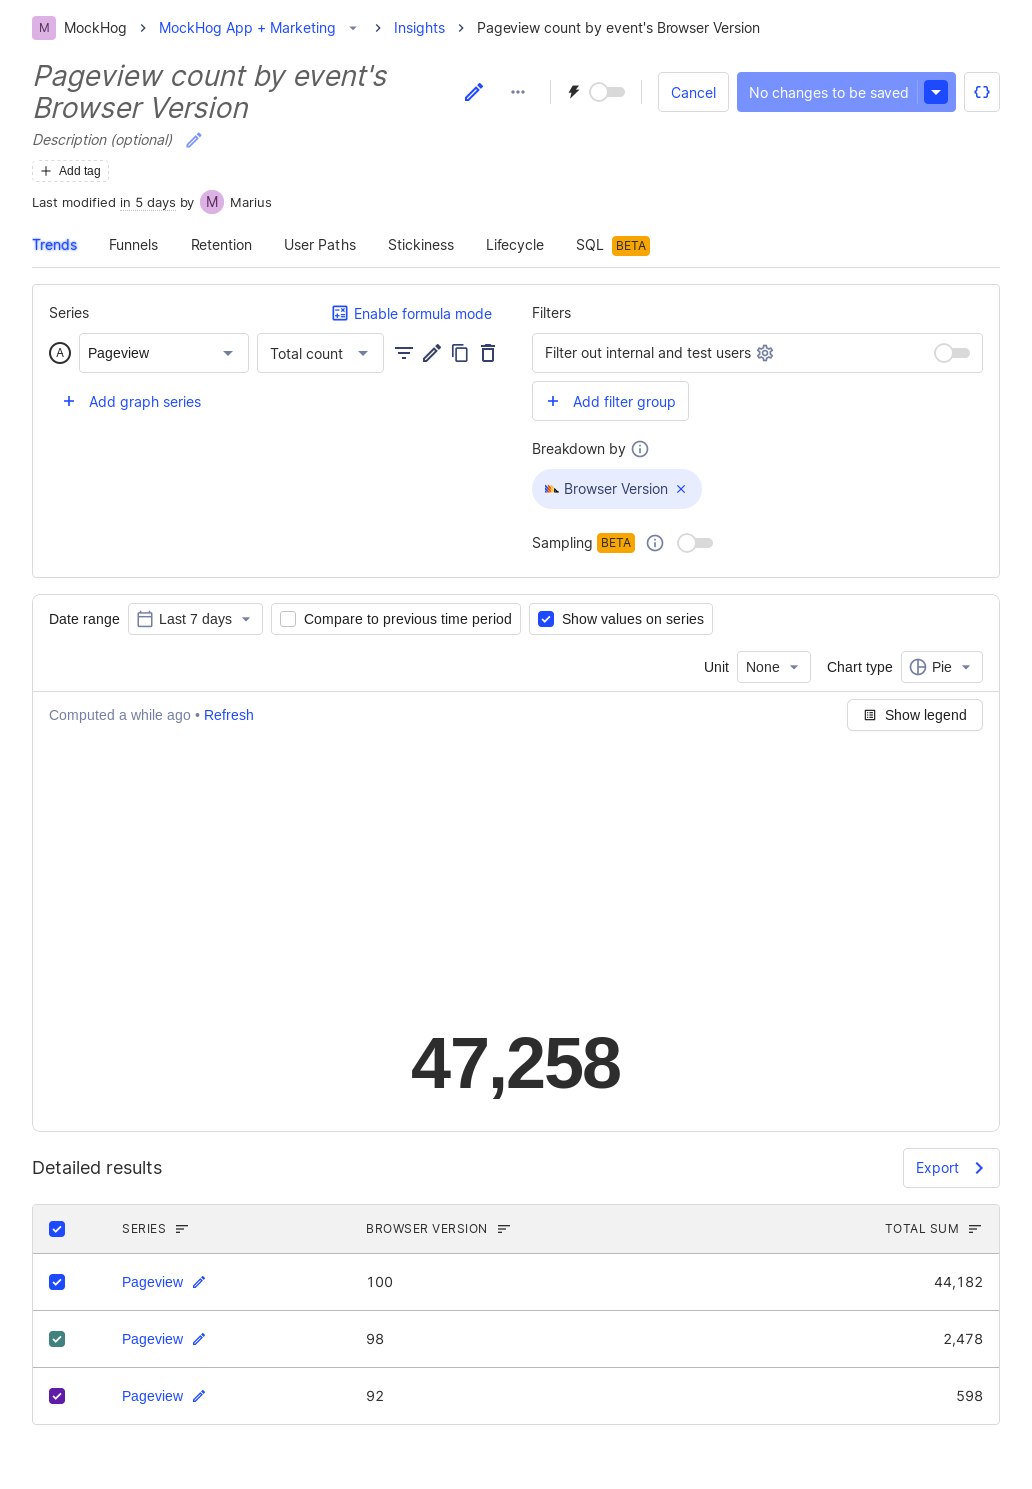 M MockHog MockHog App + Marketing Insights Pageview count by event's Browser Version
Pageview count by event's
Browser Version
Cancel No changes to be saved
Description (optional)
Add tag
Last modified in 5 days by M Marius
Trends Funnels Retention User Paths Stickiness Lifecycle SQL BETA
Series Enable formula mode
A Pageview Total count
Add graph series
Filters
Filter out internal and test users
Add filter group
Breakdown by
Browser Version
Sampling BETA
Date range Last 7 days Compare to previous time period Show values on series
Unit None Chart type Pie
Computed a while ago • Refresh Show legend
47,258
Detailed results Export
SERIES BROWSER VERSION TOTAL SUM
Pageview 100 44,182
Pageview 98 2,478
Pageview 92 598